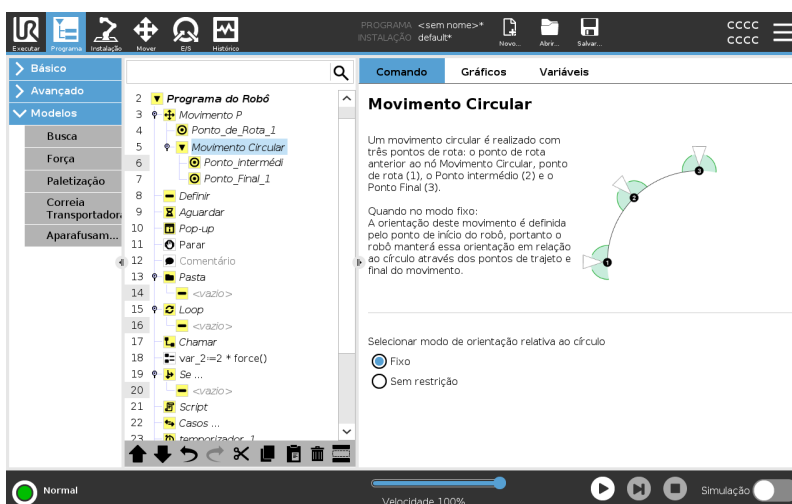 UR
Executar
Programa
Instalação
Mover
E/S
Histórico
PROGRAMA <sem nome>*
INSTALAÇÃO default*
Novo...
Abrir...
Salvar...
CCCC
CCCC
Básico
Avançado
Modelos
Busca
Força
Paletização
Correia
Transportador
Aparafusam...
2 Programa do Robô
3 Movimento P
4 Ponto_de_Rota_1
5 Movimento Circular
6 Ponto_intermédi
7 Ponto_Final_1
8 Definir
9 Aguardar
10 Pop-up
11 Parar
12 Comentário
13 Pasta
14 <vazio>
15 Loop
16 <vazio>
17 Chamar
18 var_2:=2 * force()
19 Se ...
20 <vazio>
21 Script
22 Casos ...
23 temporizador_1
Comando
Gráficos
Variáveis
Movimento Circular
Um movimento circular é realizado com
três pontos de rota: o ponto de rota
anterior ao nó Movimento Circular, ponto
de rota (1), o Ponto intermédio (2) e o
Ponto Final (3).
Quando no modo fixo:
A orientação deste movimento é definida
pelo ponto de início do robô, portanto o
robô manterá essa orientação em relação
ao círculo através dos pontos de trajeto e
final do movimento.
1
2
3
Selecionar modo de orientação relativa ao círculo
Fixo
Sem restrição
Normal
Velocidade 100%
Simulação